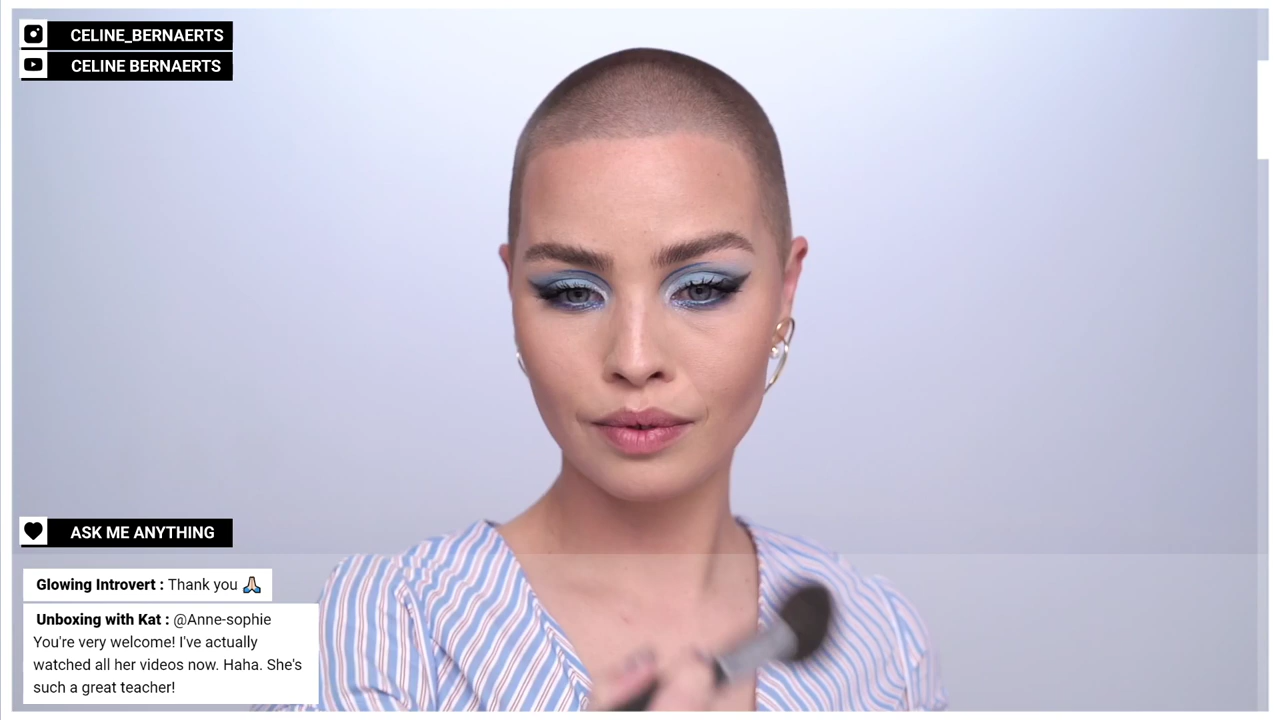 CELINE_BERNAERTS
CELINE BERNAERTS
ASK ME ANYTHING
Glowing Introvert : Thank you 🙏🏼
Unboxing with Kat : @Anne-sophie
You're very welcome! I've actually
watched all her videos now. Haha. She's
such a great teacher!